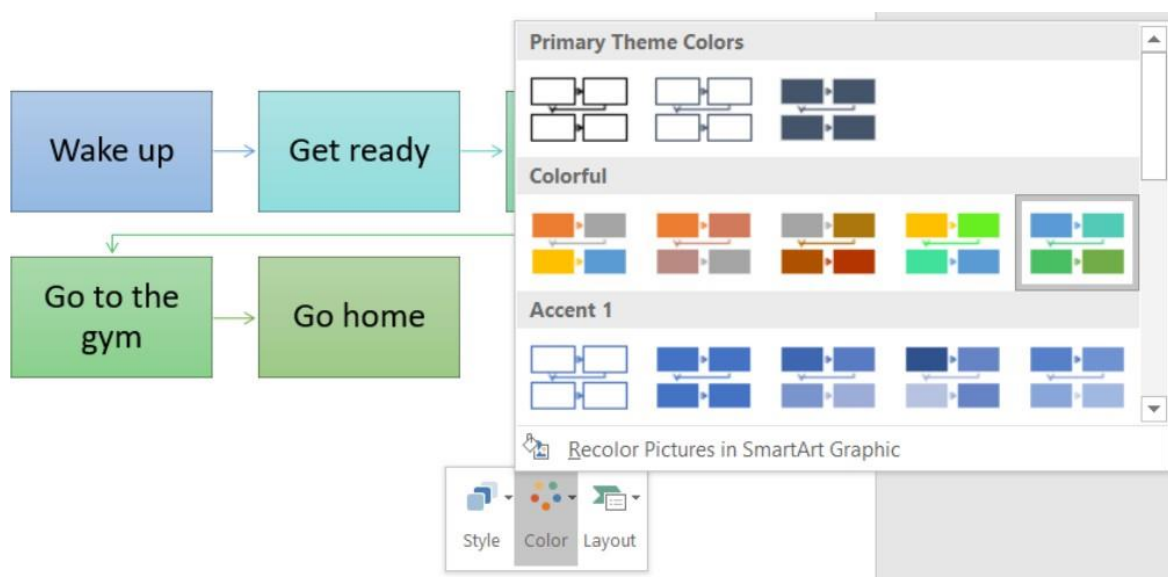 Primary Theme Colors
Wake up
Get ready
Colorful
Go to the
gym
Go home
Accent 1
Recolor Pictures in SmartArt Graphic
Style
Color
Layout